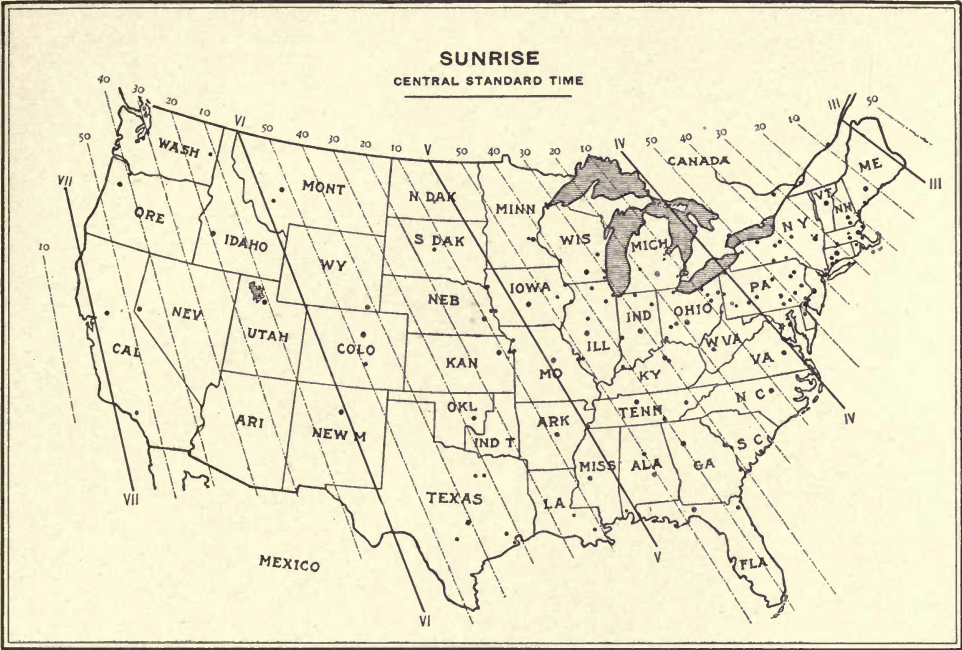 SUNRISE
CENTRAL STANDARD TIME
40 30 20 10 VI 50 40 30 20 10 V 50 40 30 20 10 IV 50 40 30 20 10 III 50
50
VII
10
III
CANADA
WASH
MONT
N DAK
MINN
ME
VT
NH
ORE
IDAHO
S DAK
WIS
MICH
N Y
WY
NEB
IOWA
PA
NEV
UTAH
COLO
KAN
MO
ILL
IND
OHIO
W VA
VA
CAL
KY
ARI
NEW M
OKL
IND T
ARK
TENN
N C
IV
S C
MISS
ALA
GA
TEXAS
LA
VII
MEXICO
V
FLA
VI